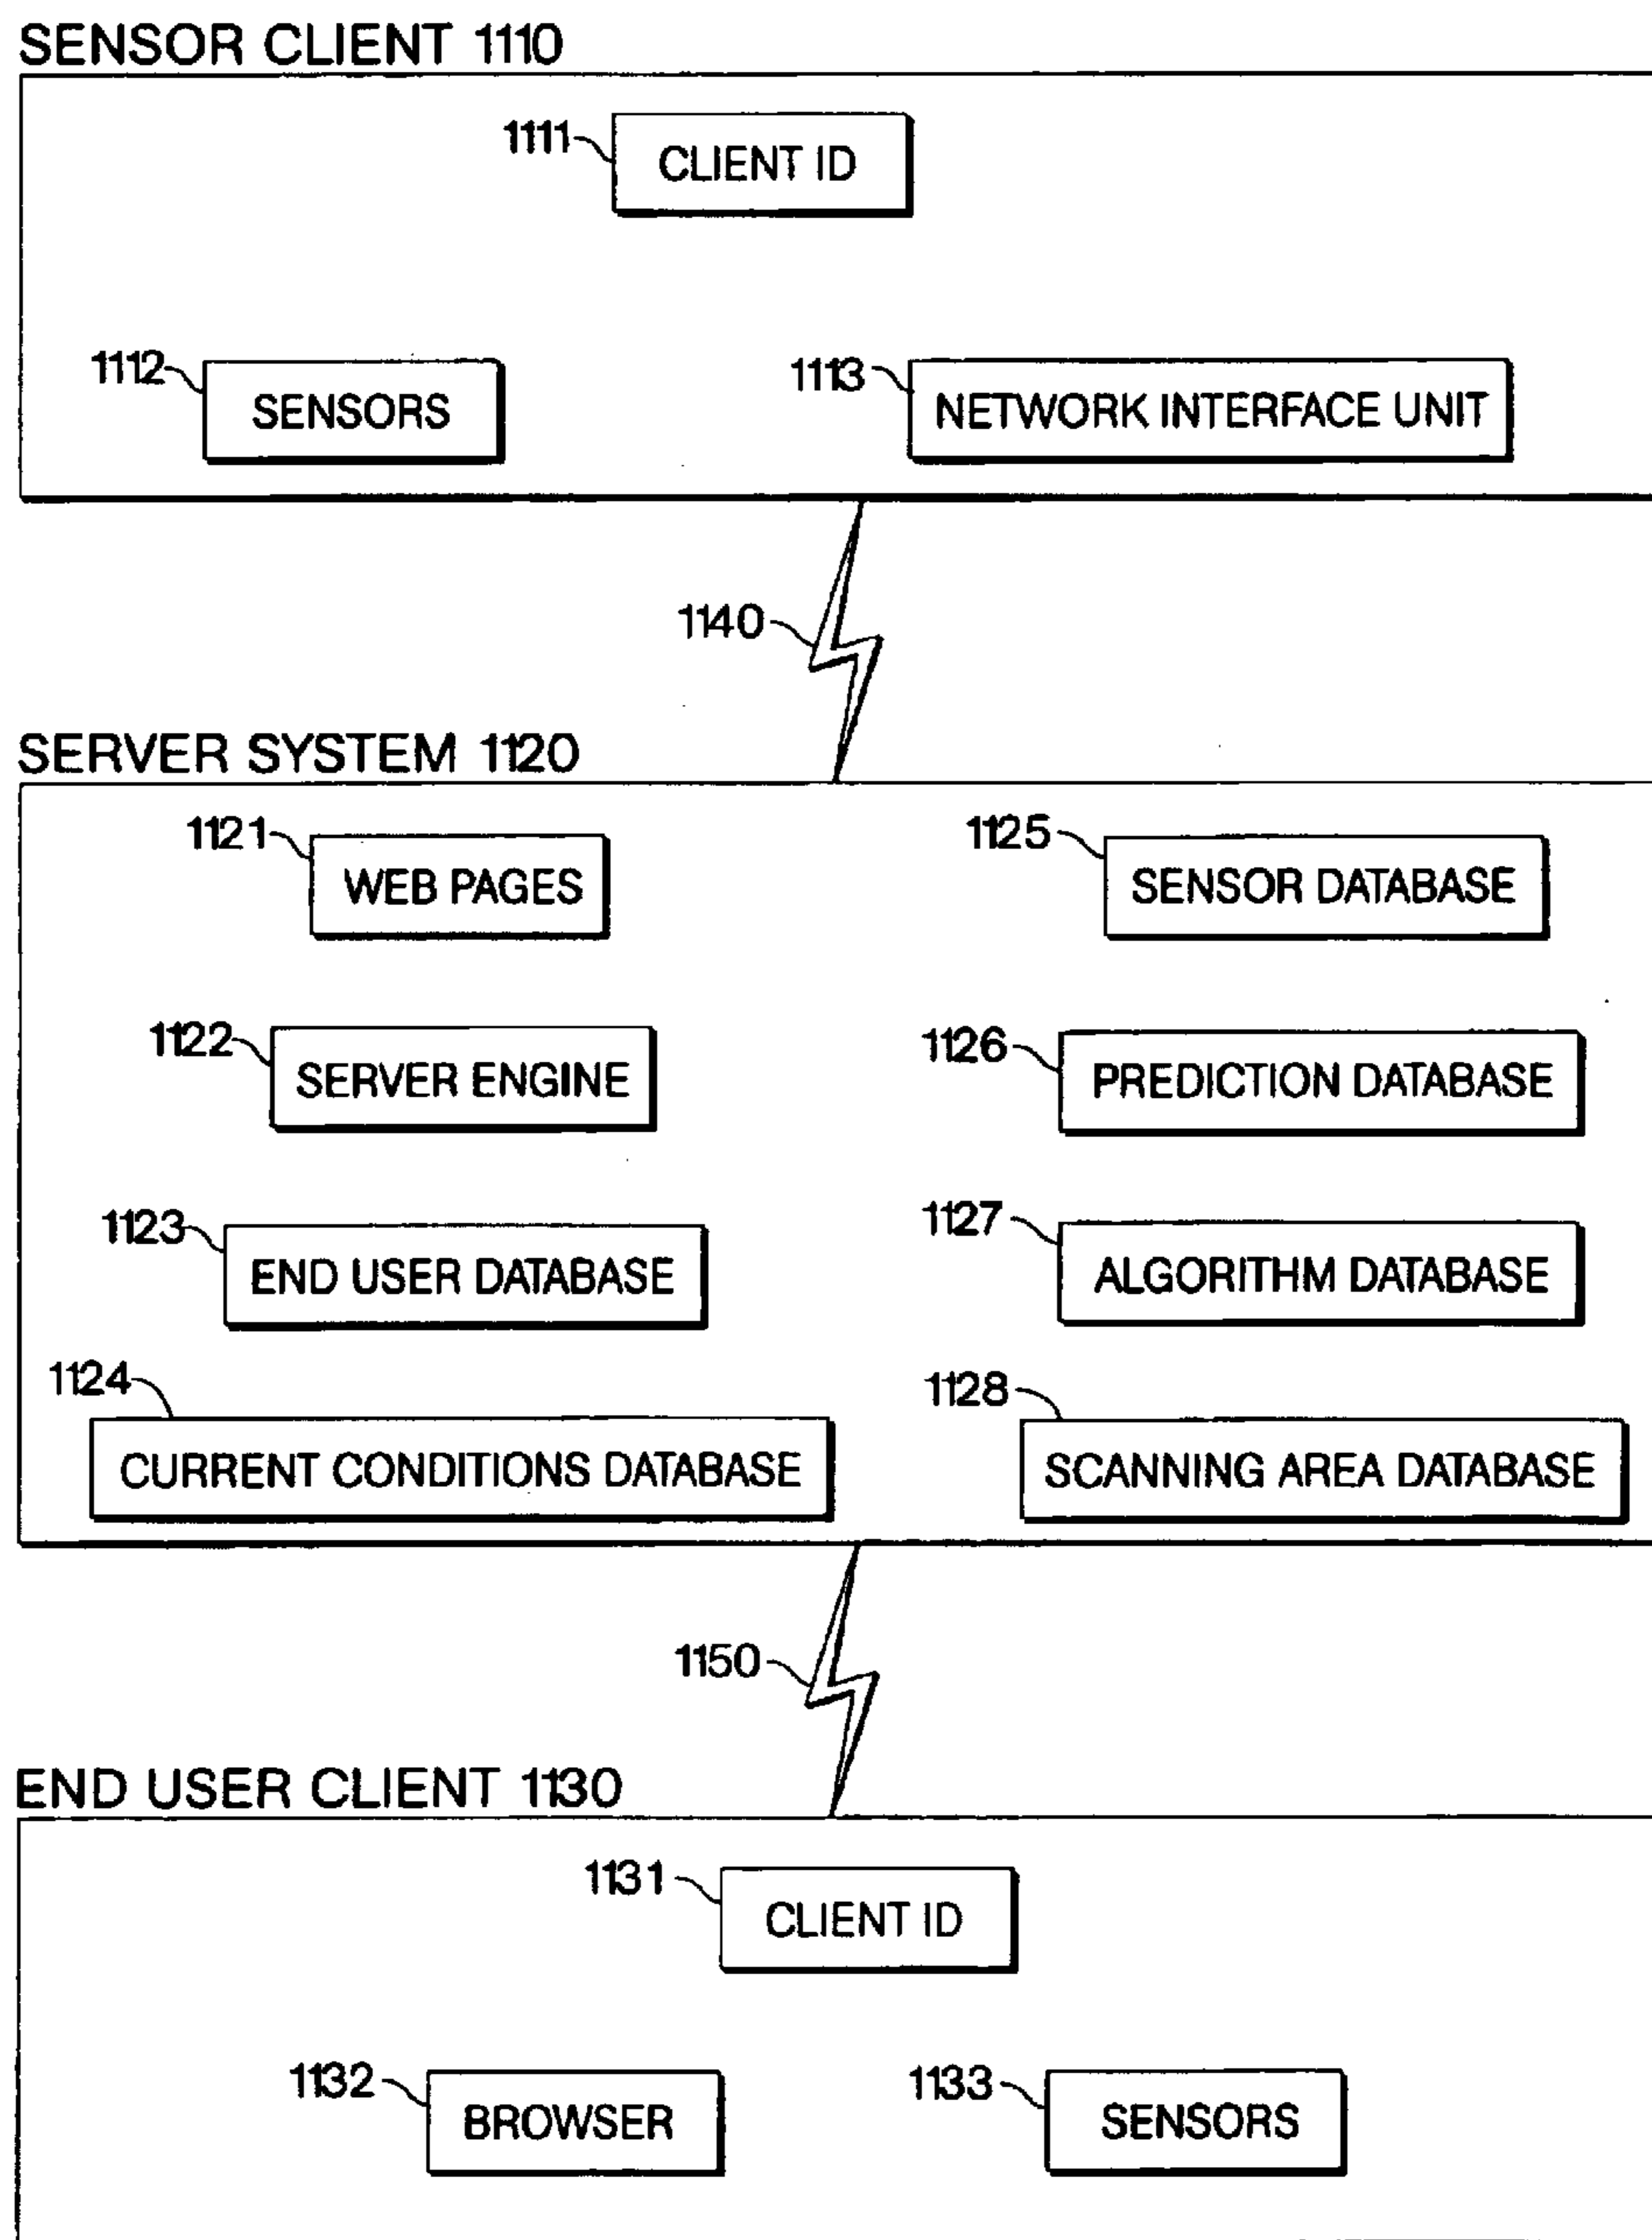 SENSOR CLIENT 1110
1111
CLIENT ID
1112
SENSORS
1113
NETWORK INTERFACE UNIT
1140
SERVER SYSTEM 1120
1121
WEB PAGES
1125
SENSOR DATABASE
1122
SERVER ENGINE
1126
PREDICTION DATABASE
1123
END USER DATABASE
1127
ALGORITHM DATABASE
1124
CURRENT CONDITIONS DATABASE
1128
SCANNING AREA DATABASE
1150
END USER CLIENT 1130
1131
CLIENT ID
1132
BROWSER
1133
SENSORS